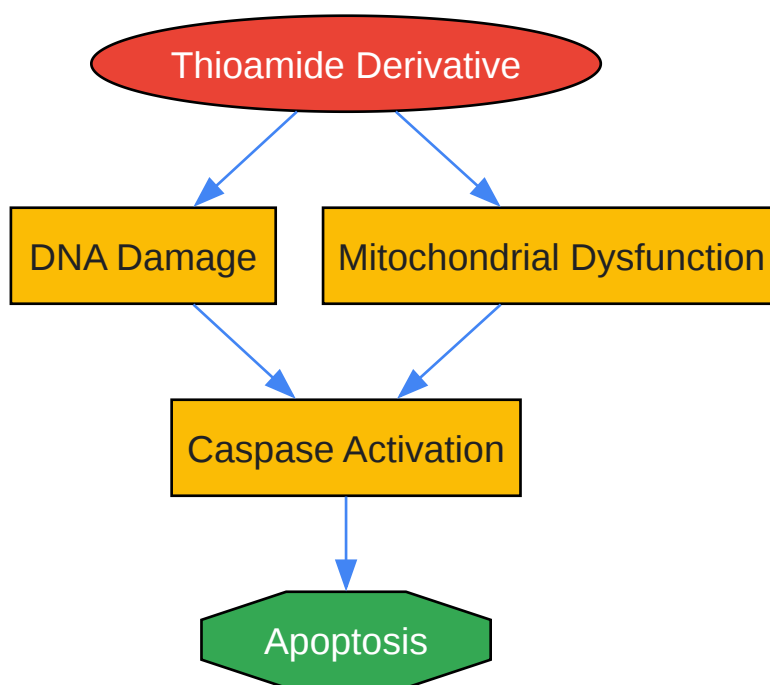 Thioamide Derivative
DNA Damage
Mitochondrial Dysfunction
Caspase Activation
Apoptosis